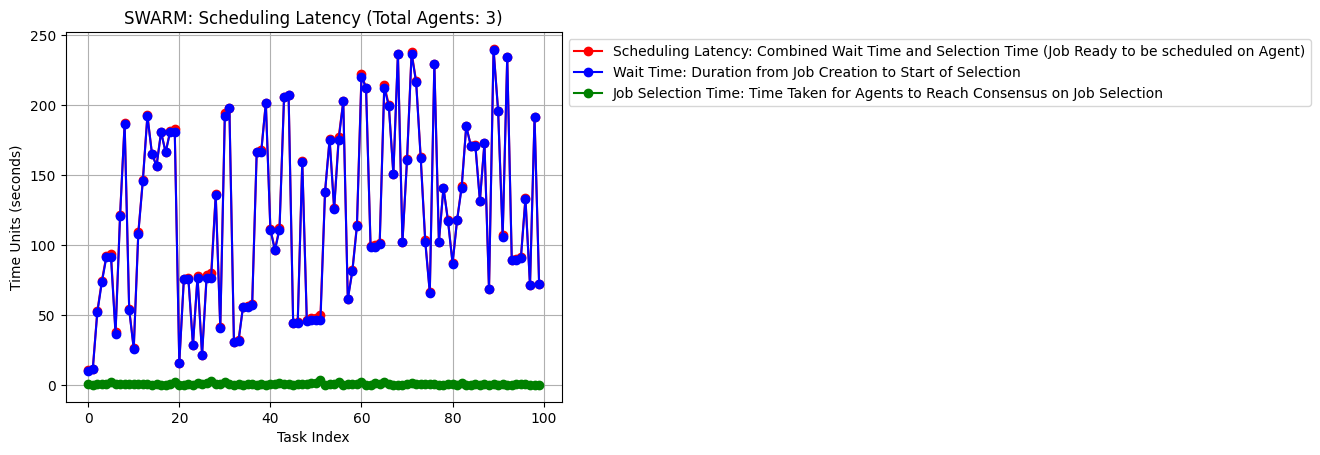 SWARM: Scheduling Latency (Total Agents: 3)
250
200
150
100
50
0
Time Units (seconds)
0 20 40 60 80 100
Task Index
Scheduling Latency: Combined Wait Time and Selection Time (Job Ready to be scheduled on Agent)
Wait Time: Duration from Job Creation to Start of Selection
Job Selection Time: Time Taken for Agents to Reach Consensus on Job Selection